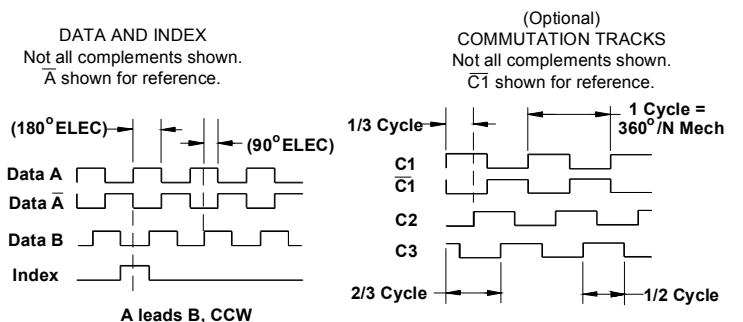 DATA AND INDEX
Not all complements shown.
A̅ shown for reference.
(180°ELEC)
(90°ELEC)
Data A
Data A̅
Data B
Index
A leads B, CCW
(Optional)
COMMUTATION TRACKS
Not all complements shown.
C̅1̅ shown for reference.
1/3 Cycle
1 Cycle =
360°/N Mech
C1
C̅1̅
C2
C3
2/3 Cycle
1/2 Cycle